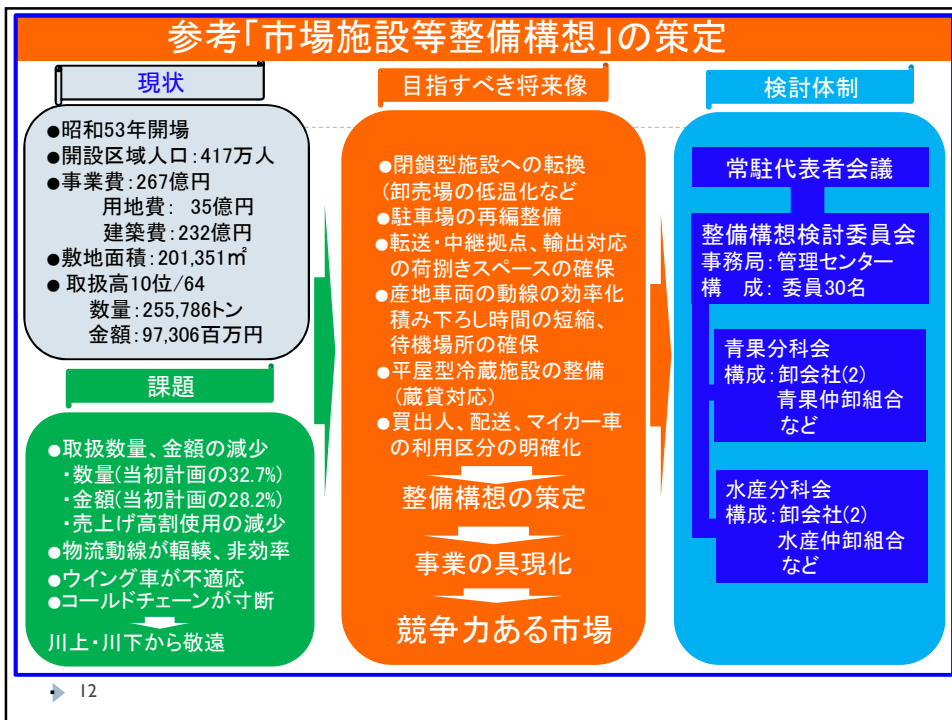 参考「市場施設等整備構想」の策定
現状
●昭和53年開場
●開設区域人口:417万人
●事業費:267億円
用地費: 35億円
建築費:232億円
●敷地面積:201,351㎡
● 取扱高10位/64
数量:255,786トン
金額:97,306百万円
課題
●取扱数量、金額の減少
・数量(当初計画の32.7%)
・金額(当初計画の28.2%)
・売上げ高割使用の減少
●物流動線が輻輳、非効率
●ウイング車が不適応
●コールドチェーンが寸断
川上・川下から敬遠
目指すべき将来像
●閉鎖型施設への転換
(卸売場の低温化など
●駐車場の再編整備
●転送・中継拠点、輸出対応
の荷捌きスペースの確保
●産地車両の動線の効率化
積み下ろし時間の短縮、
待機場所の確保
●平屋型冷蔵施設の整備
(蔵貸対応)
●買出人、配送、マイカー車
の利用区分の明確化
整備構想の策定
事業の具現化
競争力ある市場
検討体制
常駐代表者会議
整備構想検討委員会
事務局:管理センター
構 成: 委員30名
青果分科会
構成:卸会社(2)
青果仲卸組合
など
水産分科会
構成:卸会社(2)
水産仲卸組合
など
12